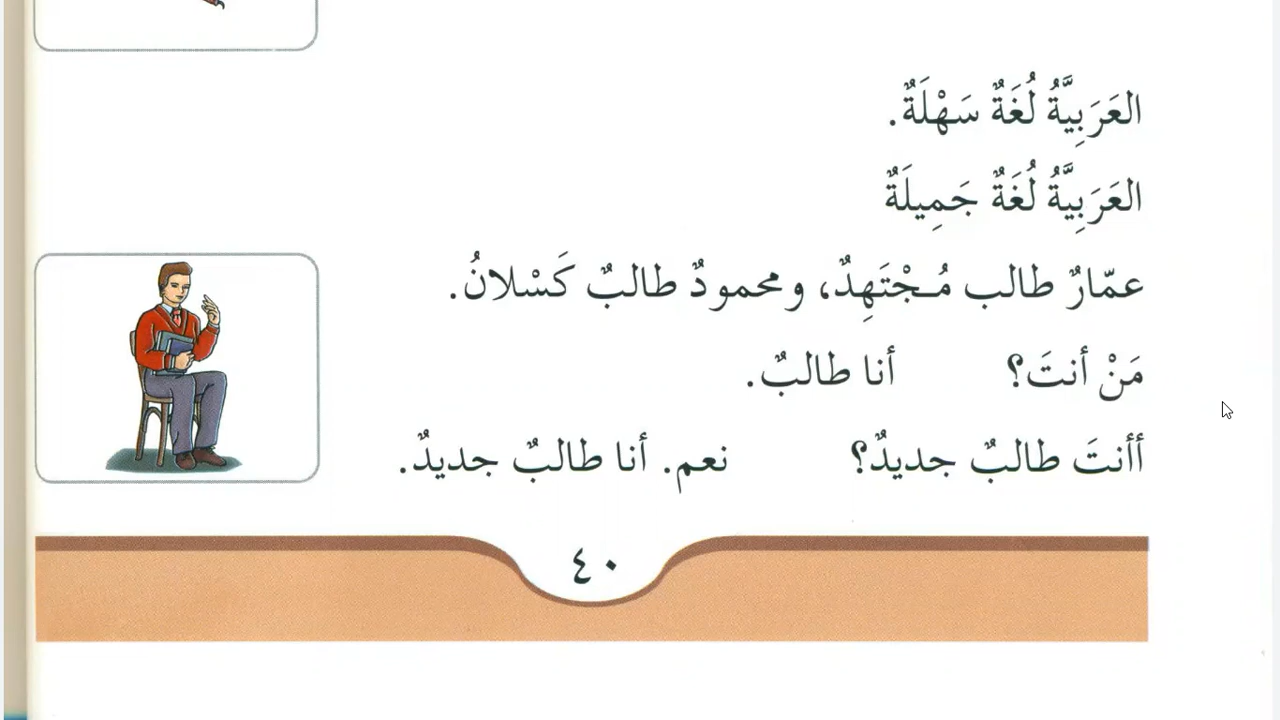 العَرَبِيَّةُ لُغَةٌ سَهْلَةٌ.
العَرَبِيَّةُ لُغَةٌ جَمِيلَةٌ
عمّارٌ طالب مُـجْتَهِدٌ، ومحمودٌ طالبٌ كَسْلانُ.
مَنْ أنتَ؟ أنا طالبٌ.
أأنتَ طالبٌ جديدٌ؟ نعم. أنا طالبٌ جديدٌ.
٤٠